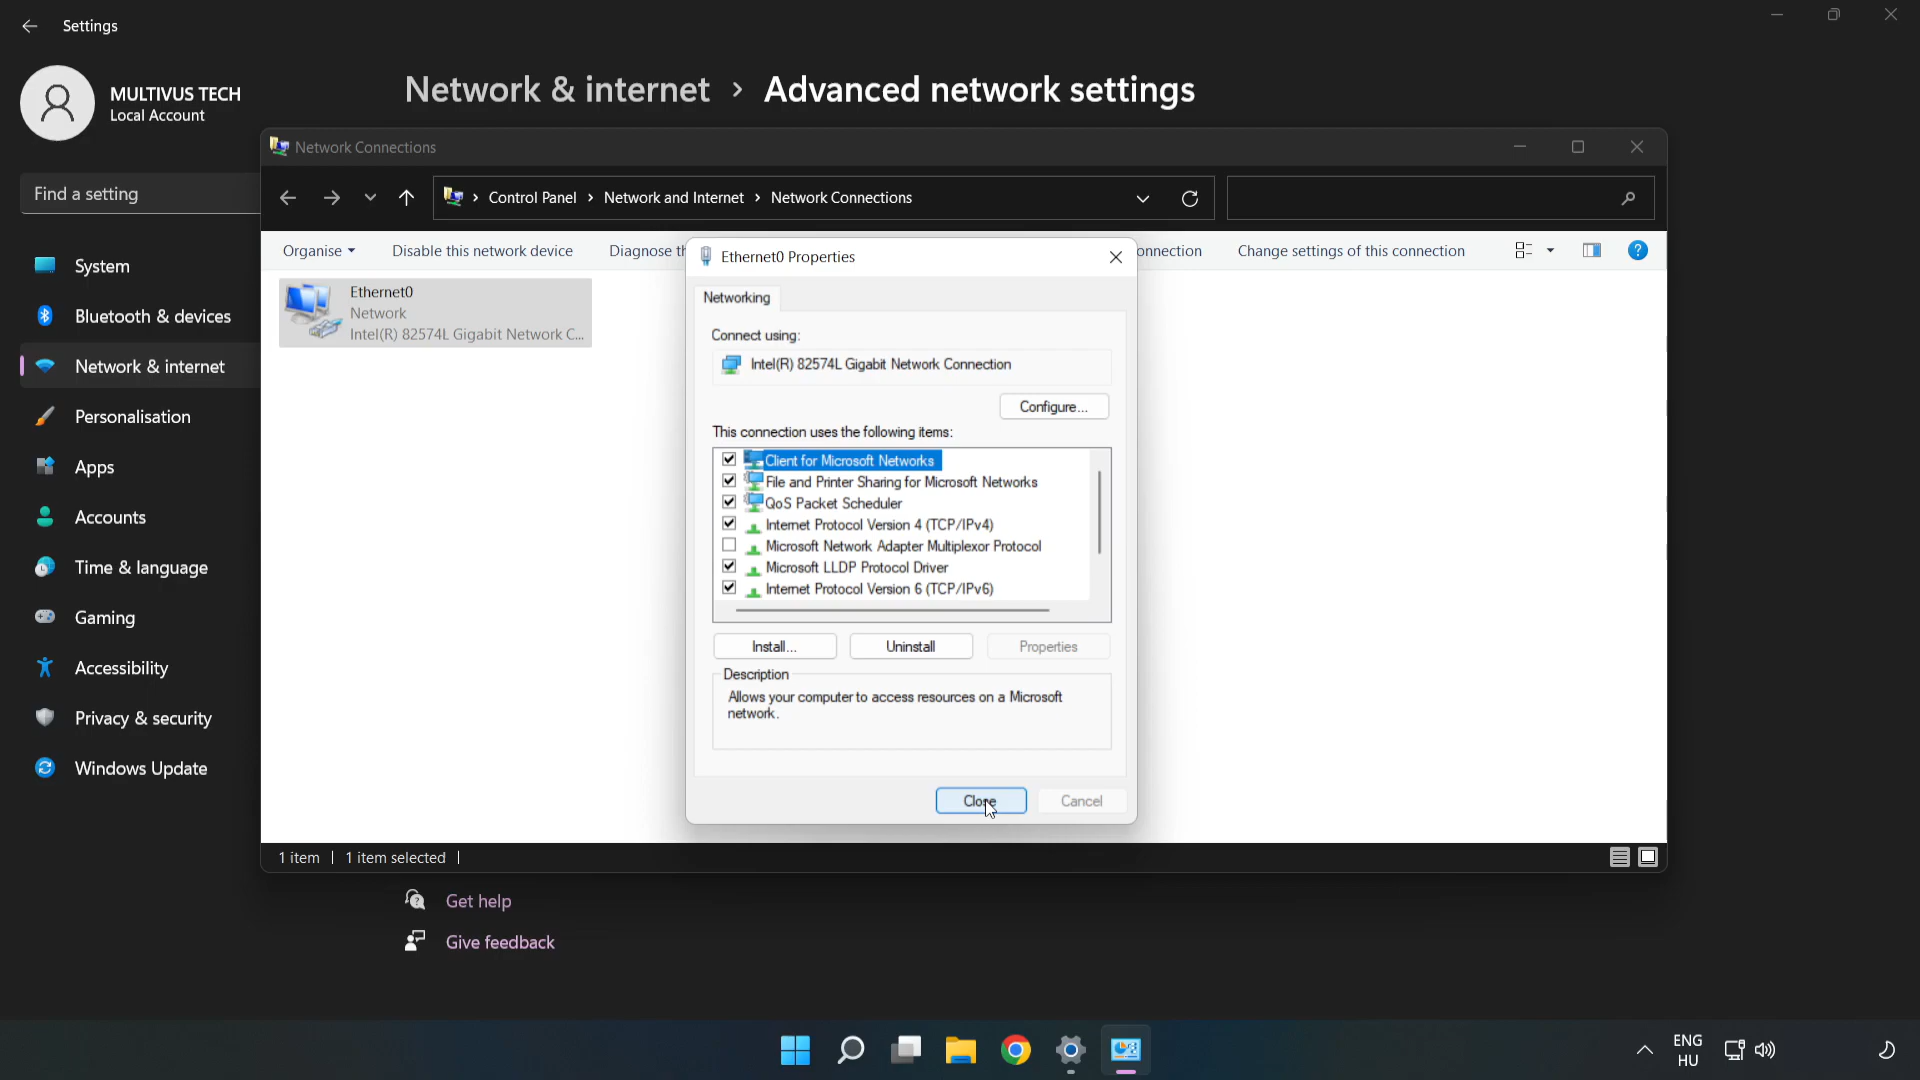 Settings
MULTIVUS TECH
Local Account
Network & internet › Advanced network settings
Find a setting
System
Bluetooth & devices
Network & internet
Personalisation
Apps
Accounts
Time & language
Gaming
Accessibility
Privacy & security
Windows Update
Network Connections
Control Panel › Network and Internet › Network Connections
Organise Disable this network device Diagnose th onnection Change settings of this connection
Ethernet0
Network
Intel(R) 82574L Gigabit Network C...
Ethernet0 Properties
Networking
Connect using:
Intel(R) 82574L Gigabit Network Connection
Configure...
This connection uses the following items:
Client for Microsoft Networks
File and Printer Sharing for Microsoft Networks
QoS Packet Scheduler
Internet Protocol Version 4 (TCP/IPv4)
Microsoft Network Adapter Multiplexor Protocol
Microsoft LLDP Protocol Driver
Internet Protocol Version 6 (TCP/IPv6)
Install... Uninstall Properties
Description
Allows your computer to access resources on a Microsoft
network.
Close Cancel
1 item 1 item selected
Get help
Give feedback
ENG
HU